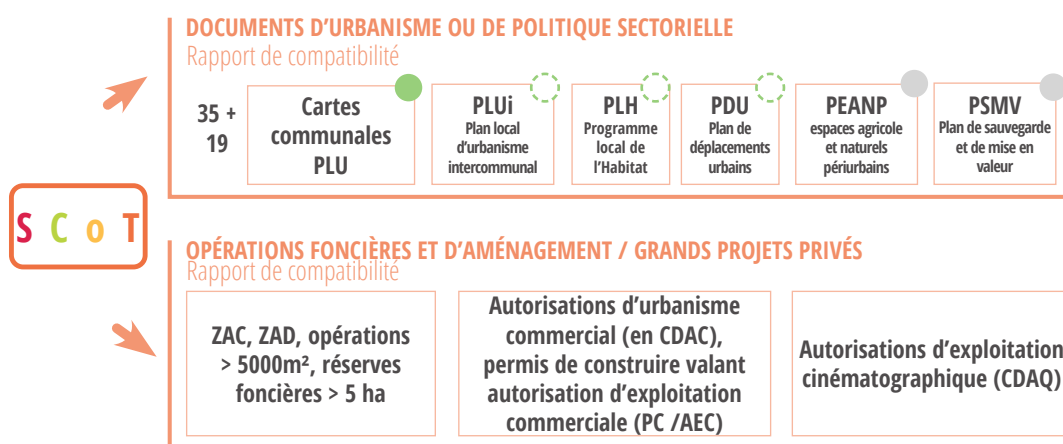 DOCUMENTS D'URBANISME OU DE POLITIQUE SECTORIELLE
Rapport de compatibilité
35 +
19
Cartes
communales
PLU
PLUi
Plan local
d'urbanisme
intercommunal
PLH
Programme
local de
l'Habitat
PDU
Plan de
déplacements
urbains
PEANP
espaces agricole
et naturels
périurbains
PSMV
Plan de sauvegarde
et de mise en
valeur
S C o T
OPÉRATIONS FONCIÈRES ET D'AMÉNAGEMENT / GRANDS PROJETS PRIVÉS
Rapport de compatibilité
ZAC, ZAD, opérations
> 5000m², réserves
foncières > 5 ha
Autorisations d'urbanisme
commercial (en CDAC),
permis de construire valant
autorisation d'exploitation
commerciale (PC /AEC)
Autorisations d'exploitation
cinématographique (CDAQ)